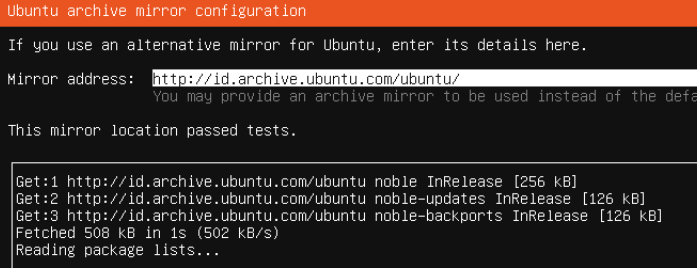 Ubuntu archive mirror configuration
If you use an alternative mirror for Ubuntu, enter its details here.
Mirror address: http://id.archive.ubuntu.com/ubuntu/
You may provide an archive mirror to be used instead of the
This mirror location passed tests.
Get:1 http://id.archive.ubuntu.com/ubuntu noble InRelease [256 kB]
Get:2 http://id.archive.ubuntu.com/ubuntu noble-updates InRelease [126 kB]
Get:3 http://id.archive.ubuntu.com/ubuntu noble-backports InRelease [126 kB]
Fetched 508 kB in 1s (502 kB/s)
Reading package lists...